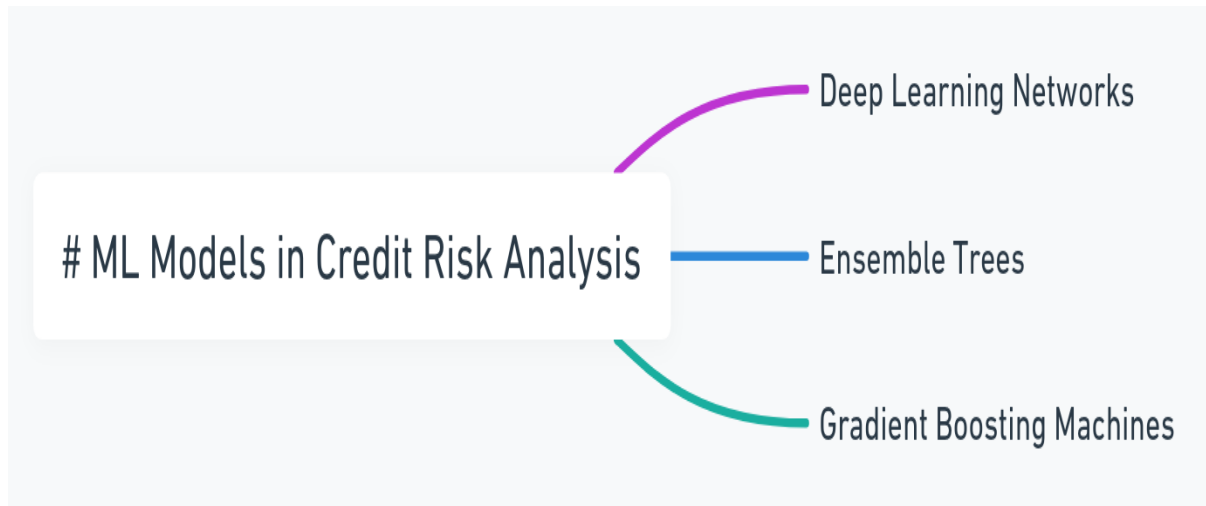 Deep Learning Networks
# ML Models in Credit Risk Analysis
Ensemble Trees
Gradient Boosting Machines